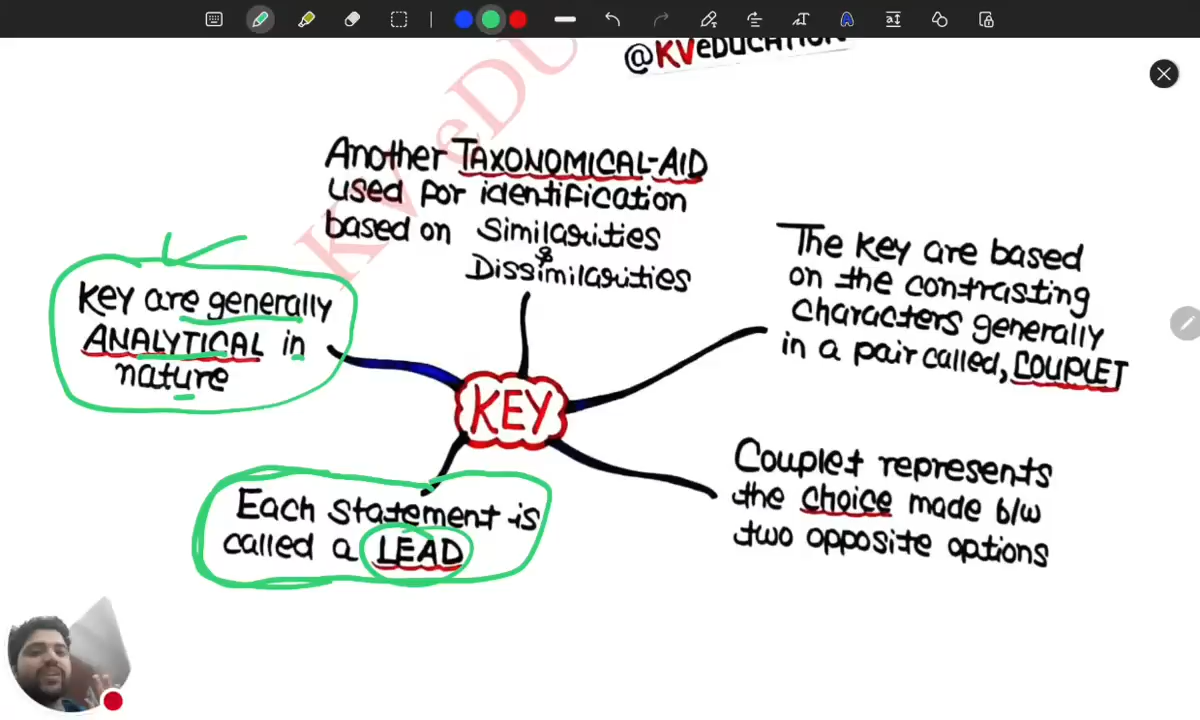 @KVeDUCATION
KVeDU
Another TAXONOMICAL-AID
used for identification
based on Similarities
&
Dissimilarities
The Key are based
on the contrasting
characters generally
in a pair called, COUPLET
Key are generally
ANALYTICAL in
nature
KEY
Each statement is
called a LEAD
Couplet represents
the choice made b/w
two opposite options